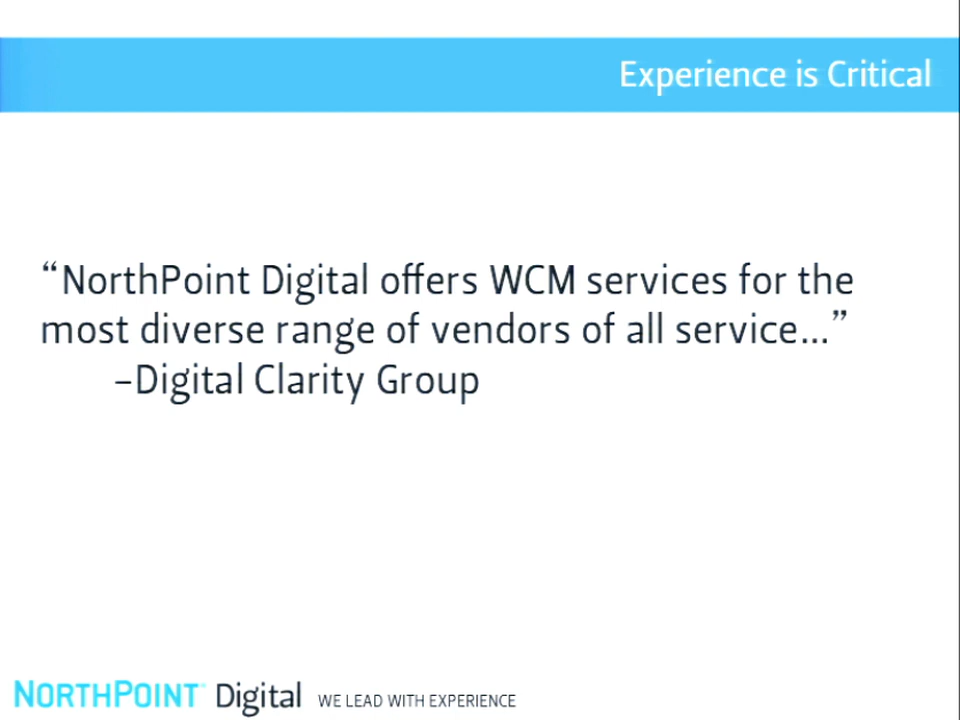 Experience is Critical
“NorthPoint Digital offers WCM services for the
most diverse range of vendors of all service...”
–Digital Clarity Group
NORTHPOINT™ Digital WE LEAD WITH EXPERIENCE